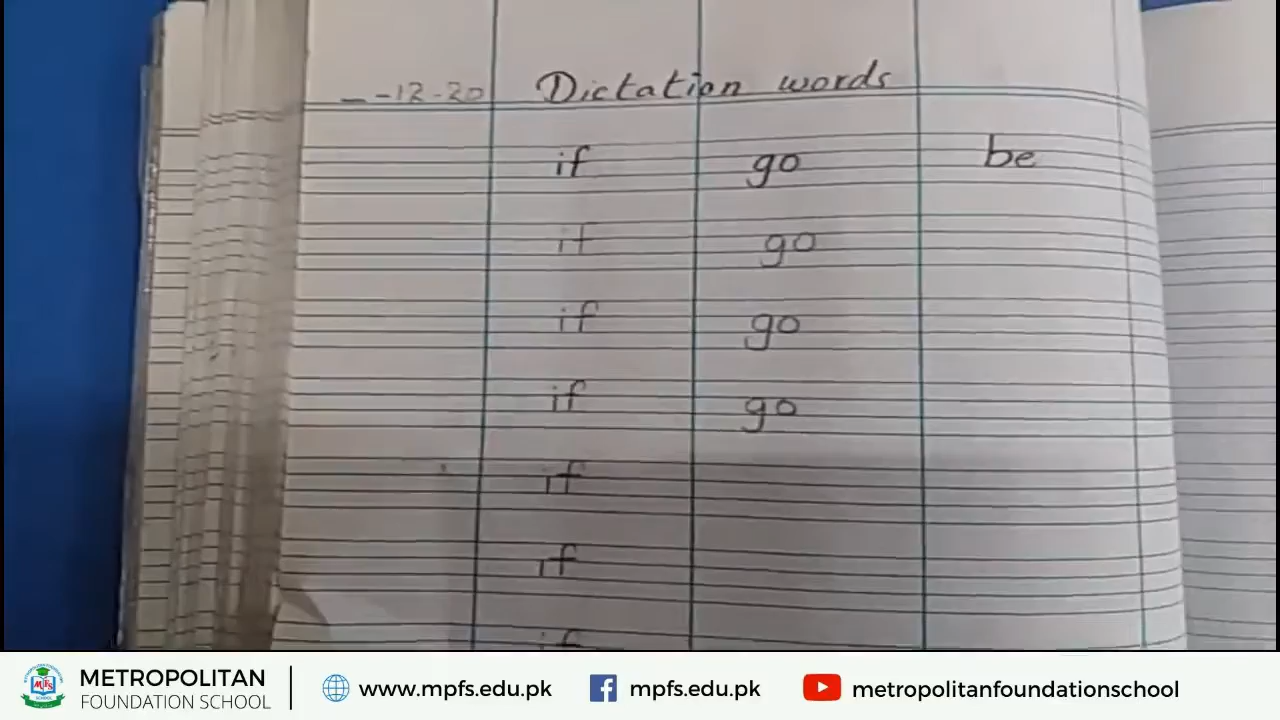 _-12-20 Dictation words
if go be
if go
if go
if go
if
if
if
METROPOLITAN
FOUNDATION SCHOOL
www.mpfs.edu.pk
mpfs.edu.pk
metropolitanfoundationschool